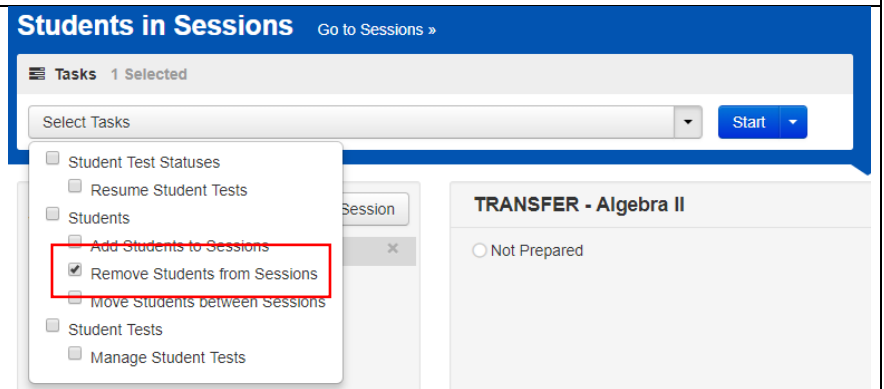 Students in Sessions Go to Sessions »
Tasks 1 Selected
Select Tasks
Start
Student Test Statuses
Resume Student Tests
Students
Add Students to Sessions
Remove Students from Sessions
Move Students between Sessions
Student Tests
Manage Student Tests
Session
TRANSFER - Algebra II
Not Prepared